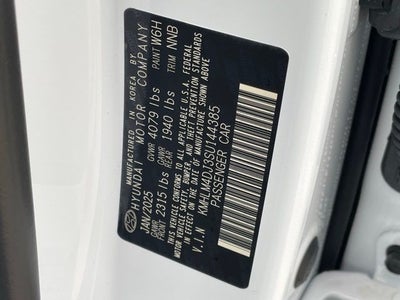 MANUFACTURED IN KOREA BY
HYUNDAI MOTOR COMPANY
JAN/2025 GVWR 4079 lbs PAINT W6H
GAWR FRONT 2315 lbs GAWR REAR 1940 lbs TRIM NNB
THIS VEHICLE CONFORMS TO ALL APPLICABLE U.S.A. FEDERAL
MOTOR VEHICLE SAFETY, BUMPER, AND THEFT PREVENTION STANDARDS
IN EFFECT ON THE DATE OF MANUFACTURE SHOWN ABOVE
V.I.N KMHLM4DJ3SU144385
PASSENGER CAR